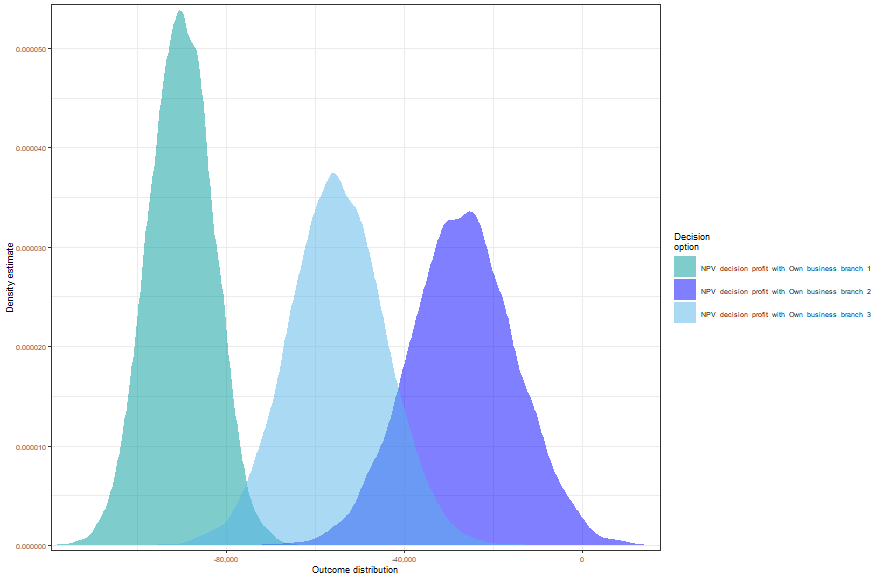 0.000050
0.000040
0.000030
0.000020
0.000010
0.000000
Density estimate
-80,000
-40,000
0
Outcome distribution
Decision
option
NPV decision profit with Own business branch 1
NPV decision profit with Own business branch 2
NPV decision profit with Own business branch 3